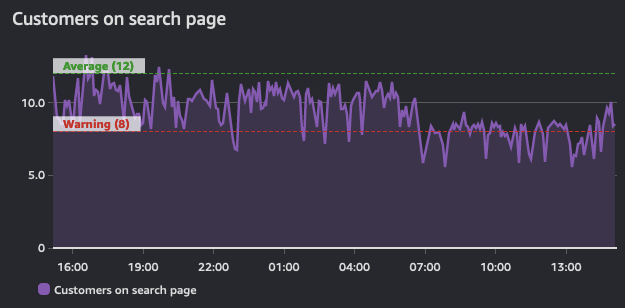 Customers on search page
Average (12)
10.0
Warning (8)
5.0
0
16:00 19:00 22:00 01:00 04:00 07:00 10:00 13:00
Customers on search page